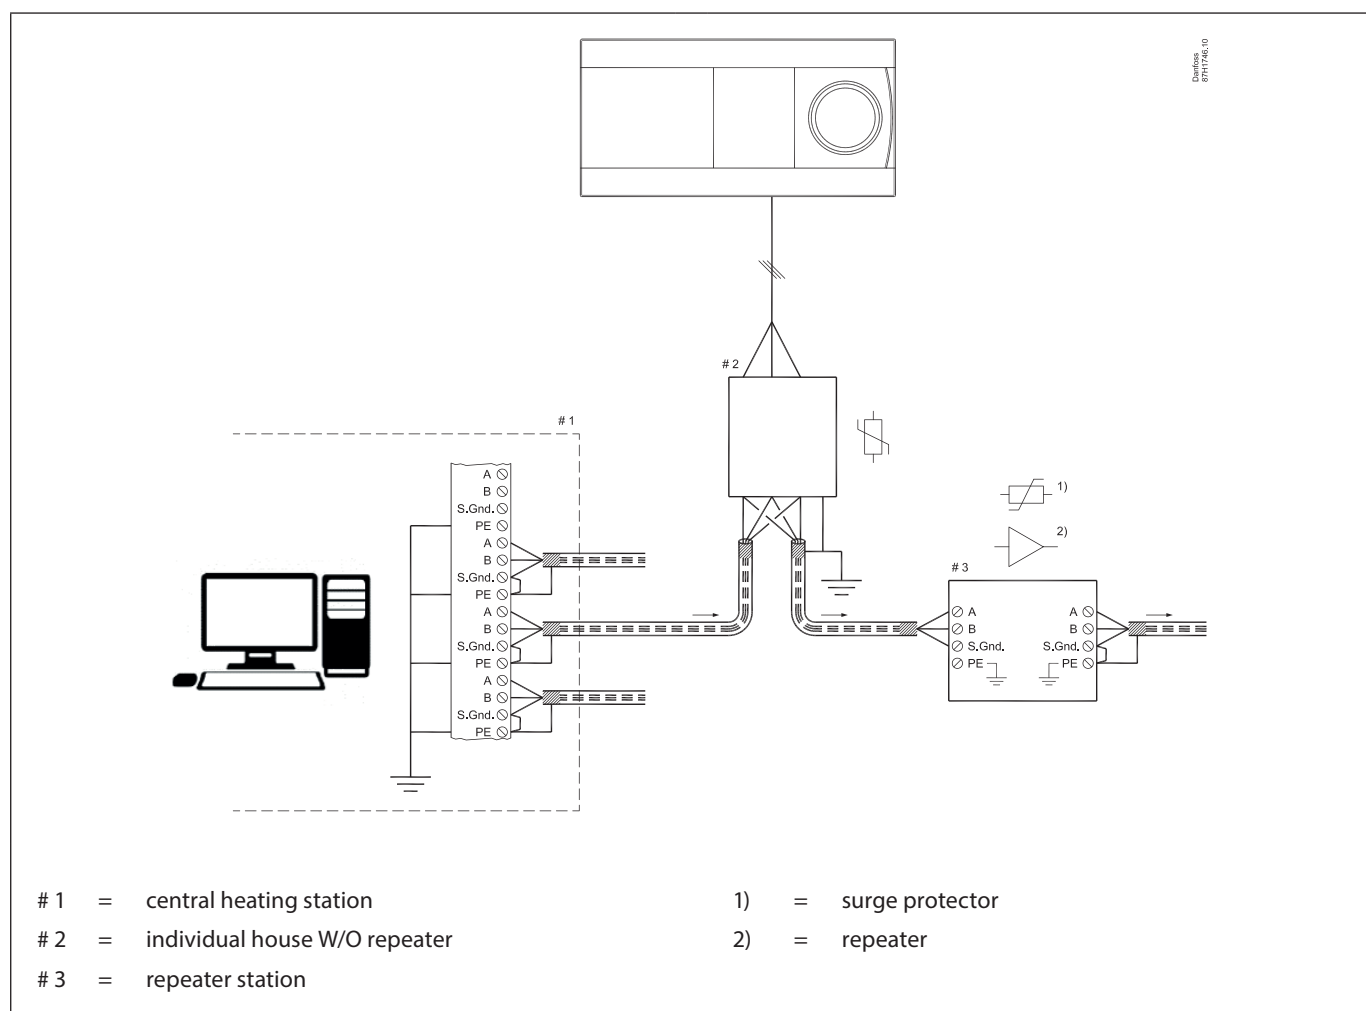 Danfoss
87H1746.10
# 2
# 1
A
B
S.Gnd.
PE
A
B
S.Gnd.
PE
A
B
S.Gnd.
PE
A
B
S.Gnd.
PE
1)
2)
# 3
A A
B B
S.Gnd. S.Gnd.
PE PE
# 1 = central heating station
# 2 = individual house W/O repeater
# 3 = repeater station
1) = surge protector
2) = repeater